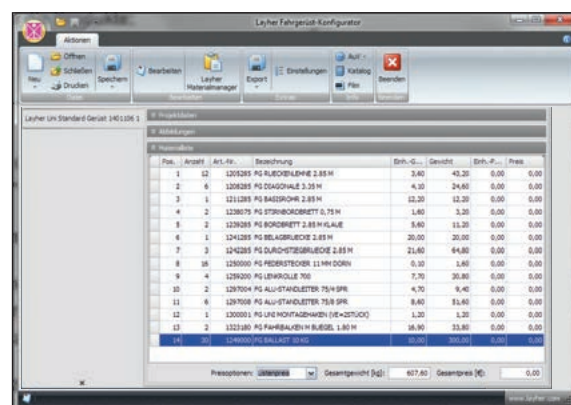 Layher Fahrgerüst-Konfigurator
Aktionen
Neu
Öffnen
Schließen
Drucken
Speichern
Bearbeiten
Layher Materialmanager
Export
Einstellungen
AuV
Katalog
Film
Beenden
Datei
Bearbeiten
Extras
Info
Beenden
Layher Uni Standard Gerüst 1401106 1
Projektdaten
Abbildungen
Materialliste
Pos. Anzahl Art.-Nr. Bezeichnung Einh.-G... Gewicht Einh.-P... Preis
1 12 1205285 FG RUECKENLEHNE 2.85 M 3,60 43,20 0,00 0,00
2 6 1208285 FG DIAGONALE 3.35 M 4,10 24,60 0,00 0,00
3 1 1211285 FG BASISROHR 2.85 M 12,20 12,20 0,00 0,00
4 2 1238075 FG STIRNBORDBRETT 0,75 M 1,60 3,20 0,00 0,00
5 2 1239285 FG BORDBRETT 2.85 M KLAUE 5,60 11,20 0,00 0,00
6 1 1241285 FG BELAGBRUECKE 2.85 M 20,00 20,00 0,00 0,00
7 3 1242285 FG DURCHSTIEGBRUECKE 2.85 M 21,60 64,80 0,00 0,00
8 16 1250000 FG FEDERSTECKER 11 MM DORN 0,10 1,60 0,00 0,00
9 4 1259200 FG LENKROLLE 700 7,70 30,80 0,00 0,00
10 2 1297004 FG ALU-STANDLEITER 75/4 SPR 4,70 9,40 0,00 0,00
11 6 1297008 FG ALU-STANDLEITER 75/8 SPR 8,60 51,60 0,00 0,00
12 1 1300001 FG UNI MONTAGEHAKEN (VE=2STÜCK) 1,20 1,20 0,00 0,00
13 2 1323180 FG FAHRBALKEN M BUEGEL 1.80 M 16,90 33,80 0,00 0,00
14 30 1249000 FG BALLAST 10 KG 10,00 300,00 0,00 0,00
Preisoptionen: Listenpreis Gesamtgewicht [kg]: 607,60 Gesamtpreis [€]: 0,00
www.layher.com